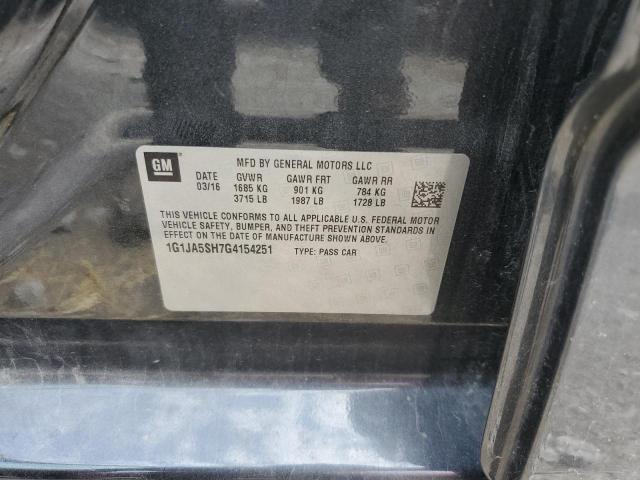 GM
MFD BY GENERAL MOTORS LLC
DATE GVWR GAWR FRT GAWR RR
03/16 1685 KG 901 KG 784 KG
3715 LB 1987 LB 1728 LB
THIS VEHICLE CONFORMS TO ALL APPLICABLE U.S. FEDERAL MOTOR
VEHICLE SAFETY, BUMPER, AND THEFT PREVENTION STANDARDS IN
EFFECT ON THE DATE OF MANUFACTURE SHOWN ABOVE.
1G1JA5SH7G4154251 TYPE: PASS CAR